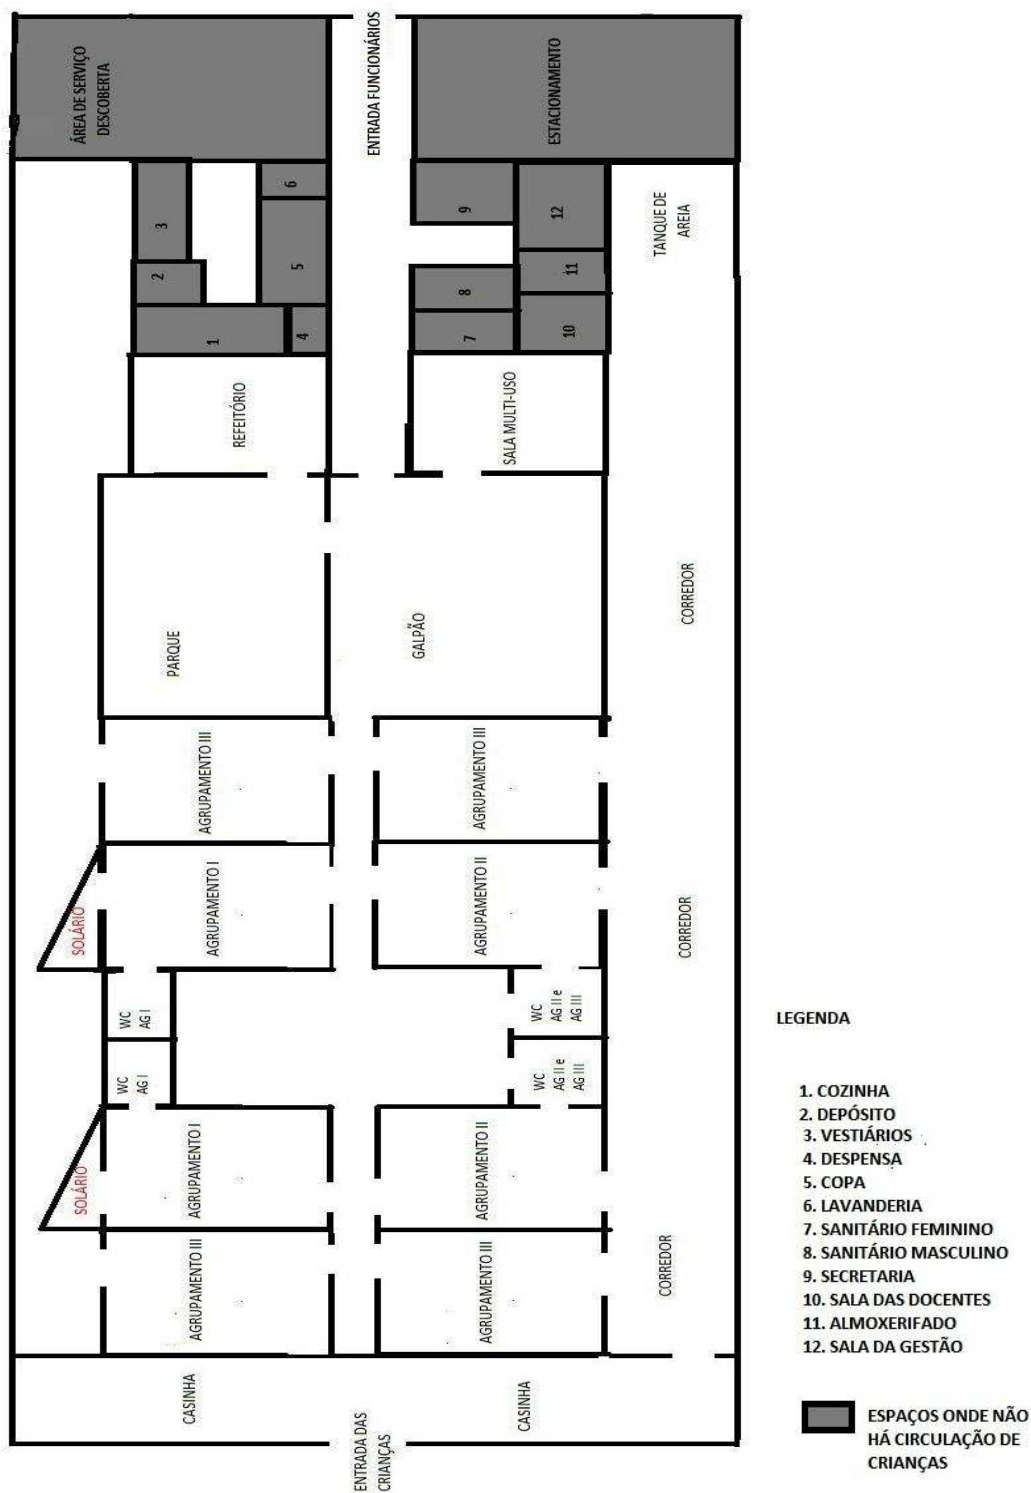 ÁREA DE SERVIÇO
DESCOBERTA
ENTRADA FUNCIONÁRIOS
ESTACIONAMENTO
3
6
9
12
TANQUE DE
AREIA
2
5
8
11
1
4
7
10
REFEITÓRIO
SALA MULTI-USO
PARQUE
GALPÃO
CORREDOR
AGRUPAMENTO III
AGRUPAMENTO III
SOLÁRIO
AGRUPAMENTO I
AGRUPAMENTO II
CORREDOR
WC
AG I
WC
AG II e
AG III
WC
AG I
WC
AG II e
AG III
SOLÁRIO
AGRUPAMENTO I
AGRUPAMENTO II
AGRUPAMENTO III
AGRUPAMENTO III
CORREDOR
CASINHA
CASINHA
ENTRADA DAS
CRIANÇAS
LEGENDA
1. COZINHA
2. DEPÓSITO
3. VESTIÁRIOS
4. DESPENSA
5. COPA
6. LAVANDERIA
7. SANITÁRIO FEMININO
8. SANITÁRIO MASCULINO
9. SECRETARIA
10. SALA DAS DOCENTES
11. ALMOXERIFADO
12. SALA DA GESTÃO
ESPAÇOS ONDE NÃO
HÁ CIRCULAÇÃO DE
CRIANÇAS